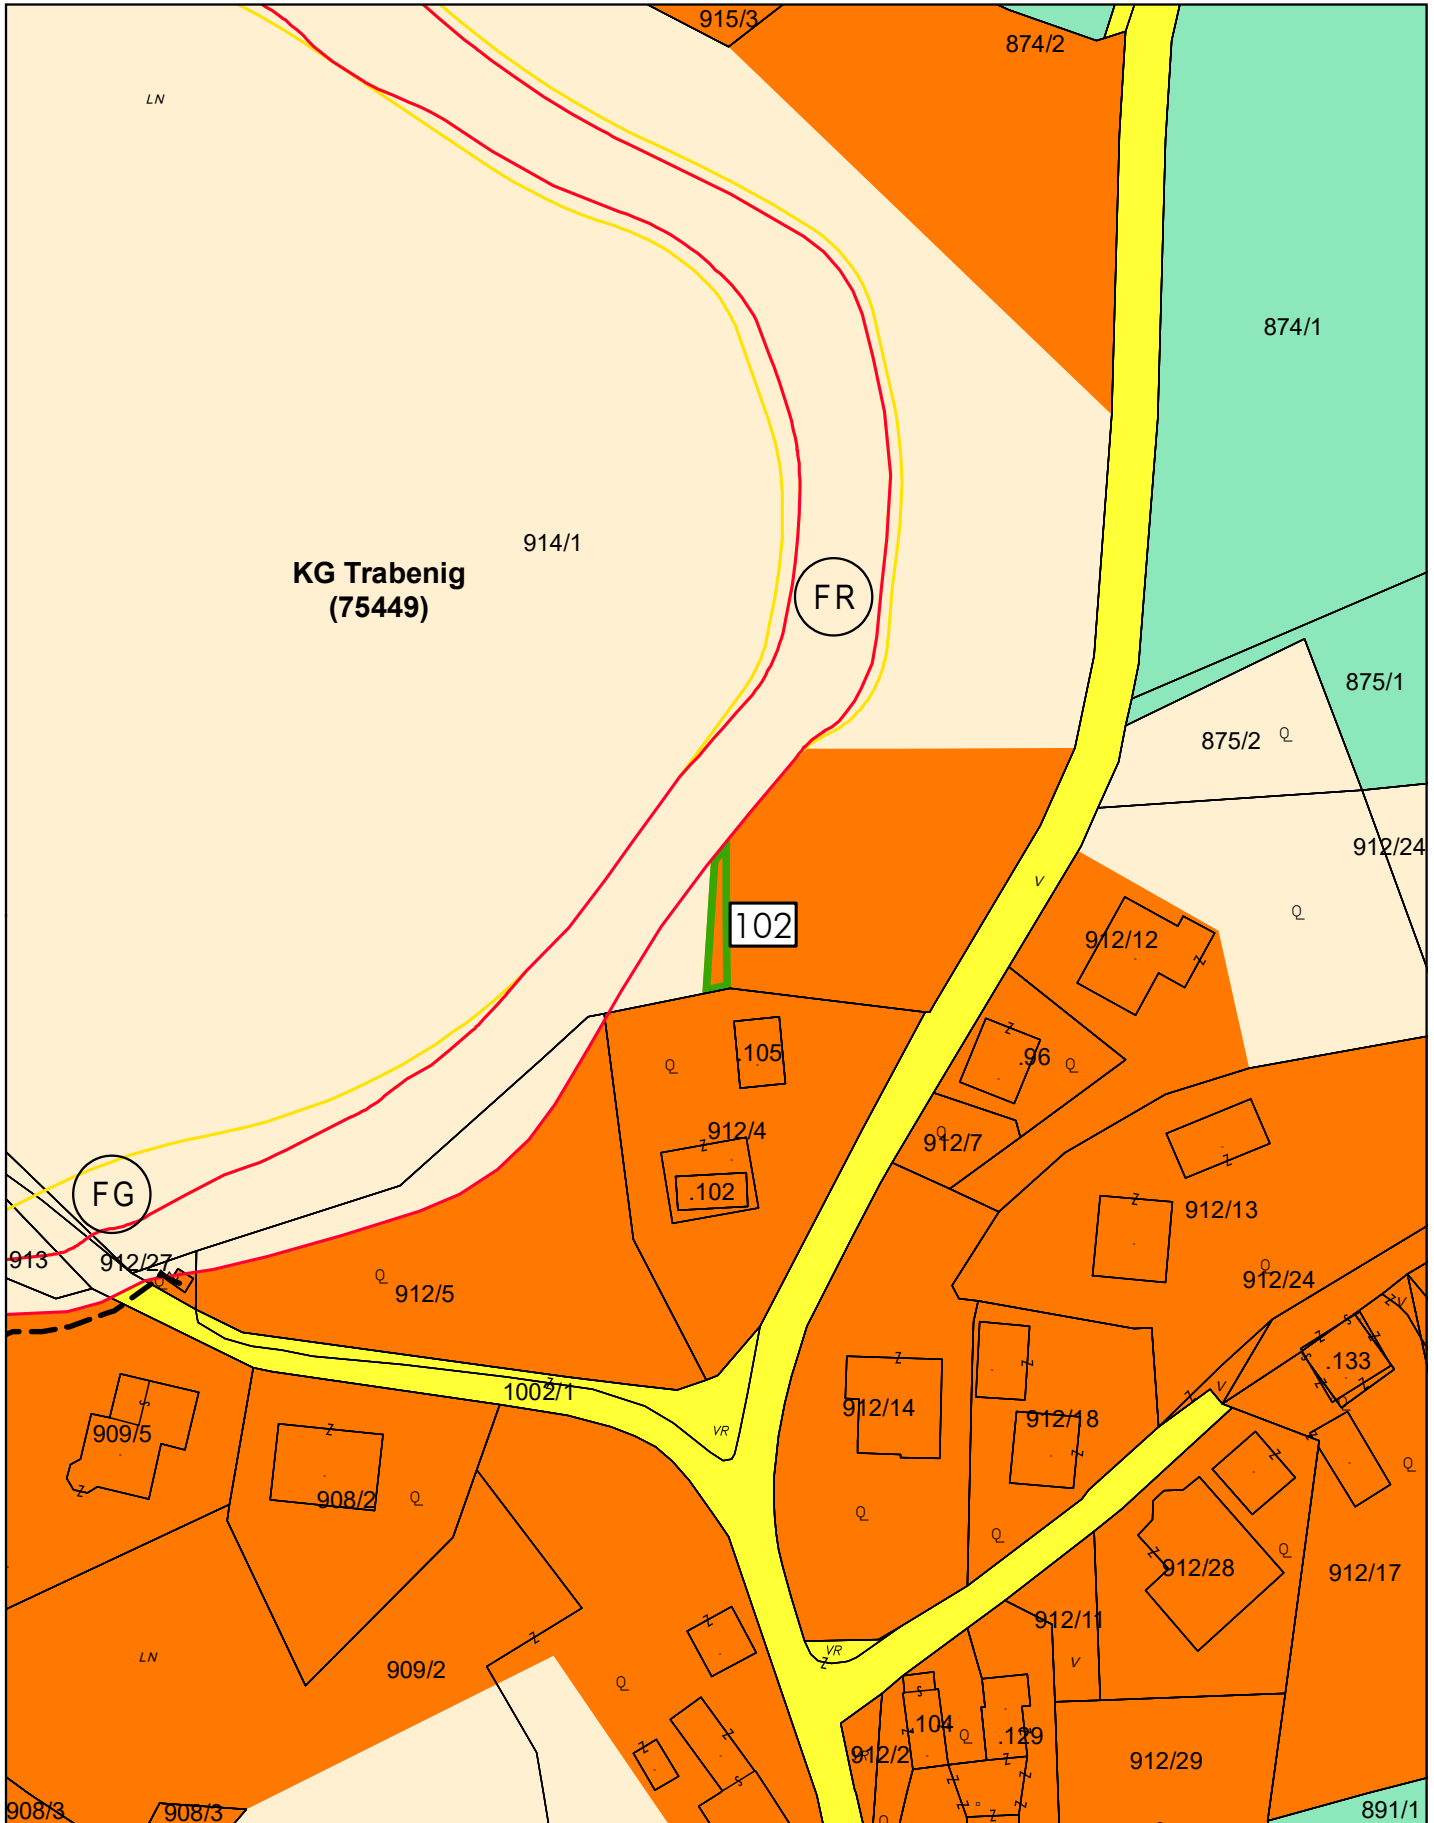 915/3
874/2
LN
874/1
914/1
KG Trabenig
(75449)
FR
875/1
875/2
Q
912/24
V
Q
102
912/12
Z
.105
Q
Z
.96
Q
912/4
Z
Q
912/7
Z
FG
.102
Z
912/13
913
912/27
Q
Q
912/5
Q
912/24
Z
V
S
Z
Z
Z
1002/1
Z
Z
S
.133
Z
Z
V
Z
912/14
912/18
VR
S
909/5
Z
Z
Z
Z
Q
Z
908/2
Q
Q
Q
Q
Z
912/28
912/17
912/11
Z
Z
VR
Z
LN
909/2
V
Q
S
Z
.104
Z
Q
.129
Z
912/2
Z
912/29
S
Z
Z
Z
Z
Z
908/3
908/3
Q
891/1